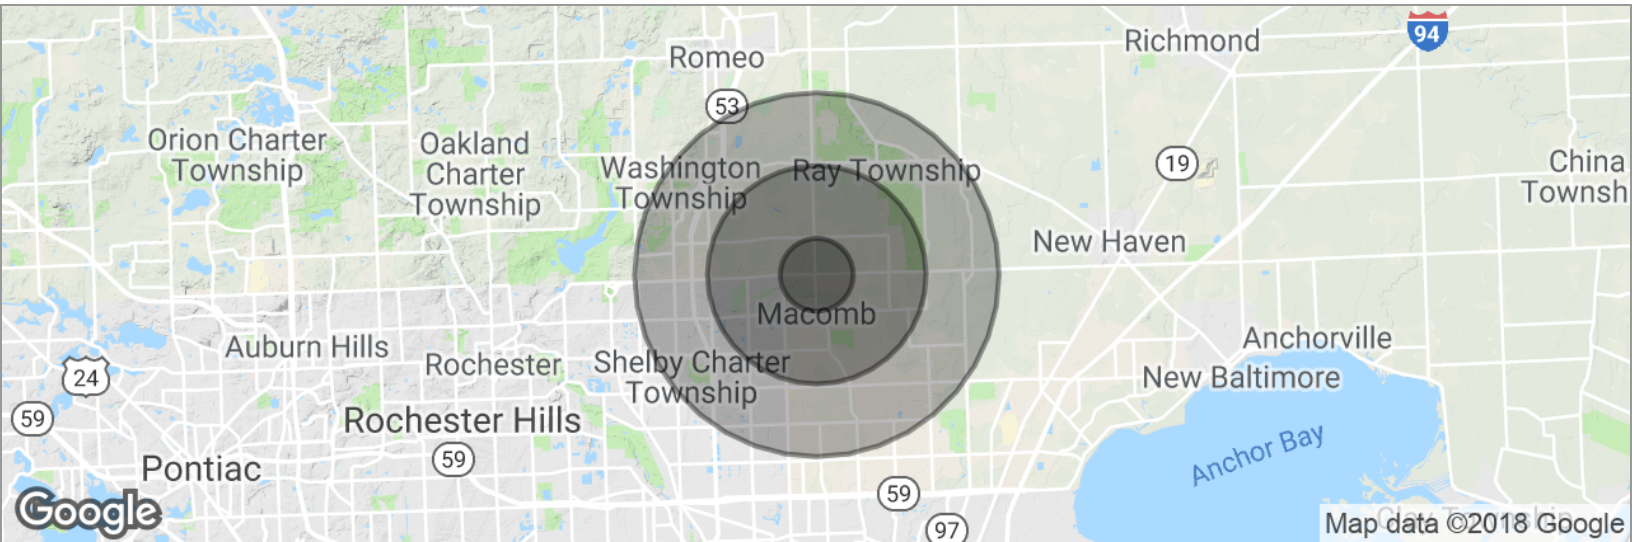 Richmond
94
Romeo
53
Orion Charter
Township
Oakland
Charter
Township
Washington
Township
Ray Township
19
China
Townsh
New Haven
Macomb
Auburn Hills
Rochester
Shelby Charter
Township
Anchorville
New Baltimore
24
59
Rochester Hills
59
Pontiac
Anchor Bay
59
97
Google
Map data ©2018 Google